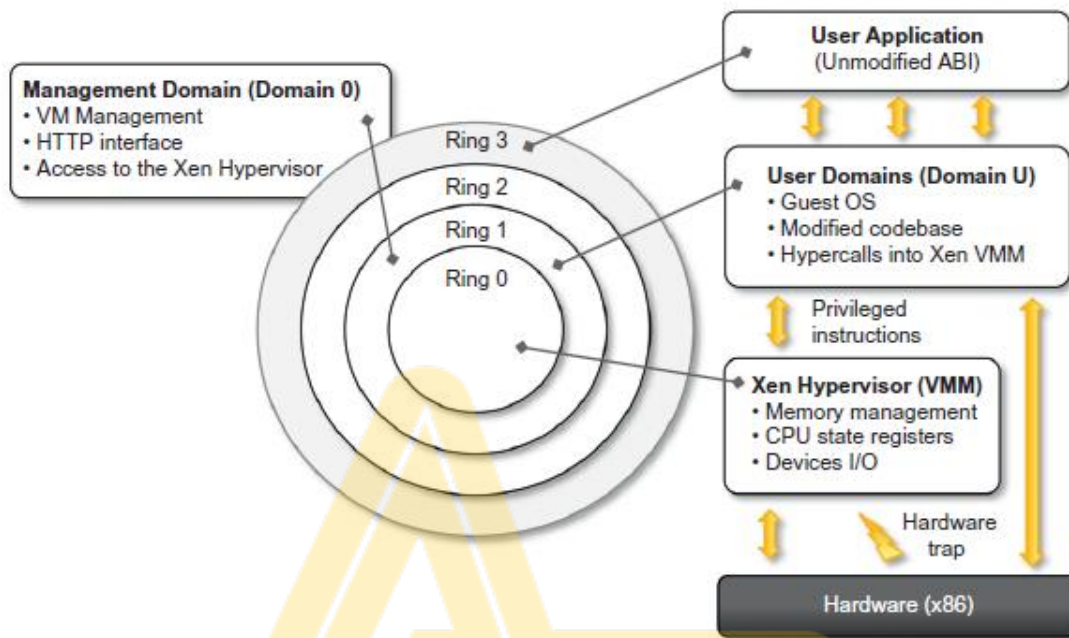 User Application
(Unmodified ABI)
Management Domain (Domain 0)
• VM Management
• HTTP interface
• Access to the Xen Hypervisor
Ring 3
Ring 2
Ring 1
Ring 0
User Domains (Domain U)
• Guest OS
• Modified codebase
• Hypercalls into Xen VMM
Privileged
instructions
Xen Hypervisor (VMM)
• Memory management
• CPU state registers
• Devices I/O
Hardware
trap
Hardware (x86)